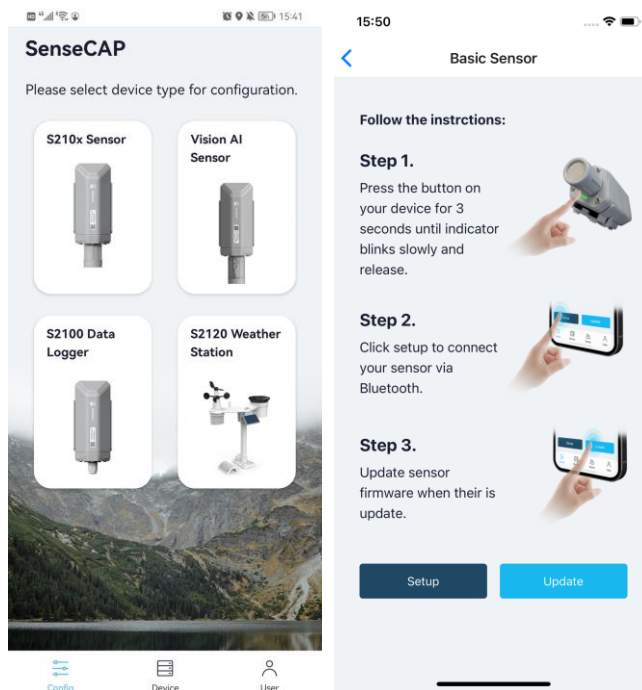 15:41
SenseCAP
Please select device type for configuration.
S210x Sensor
Vision AI
Sensor
S2100 Data
Logger
S2120 Weather
Station
Config
Device
User
15:50
Basic Sensor
Follow the instrctions:
Step 1.
Press the button on
your device for 3
seconds until indicator
blinks slowly and
release.
Step 2.
Click setup to connect
your sensor via
Bluetooth.
Step 3.
Update sensor
firmware when their is
update.
Setup
Update